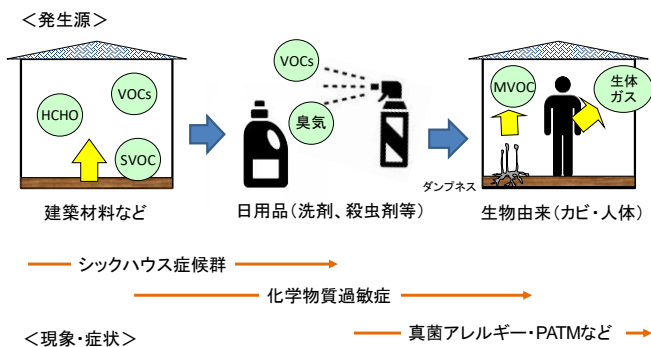 ＜発生源＞
HCHO
VOCs
SVOC
VOCs
臭気
MVOC
生体
ガス
ダンプネス
建築材料など
日用品（洗剤、殺虫剤等）
生物由来（カビ・人体）
シックハウス症候群
化学物質過敏症
真菌アレルギー・PATMなど
＜現象・症状＞